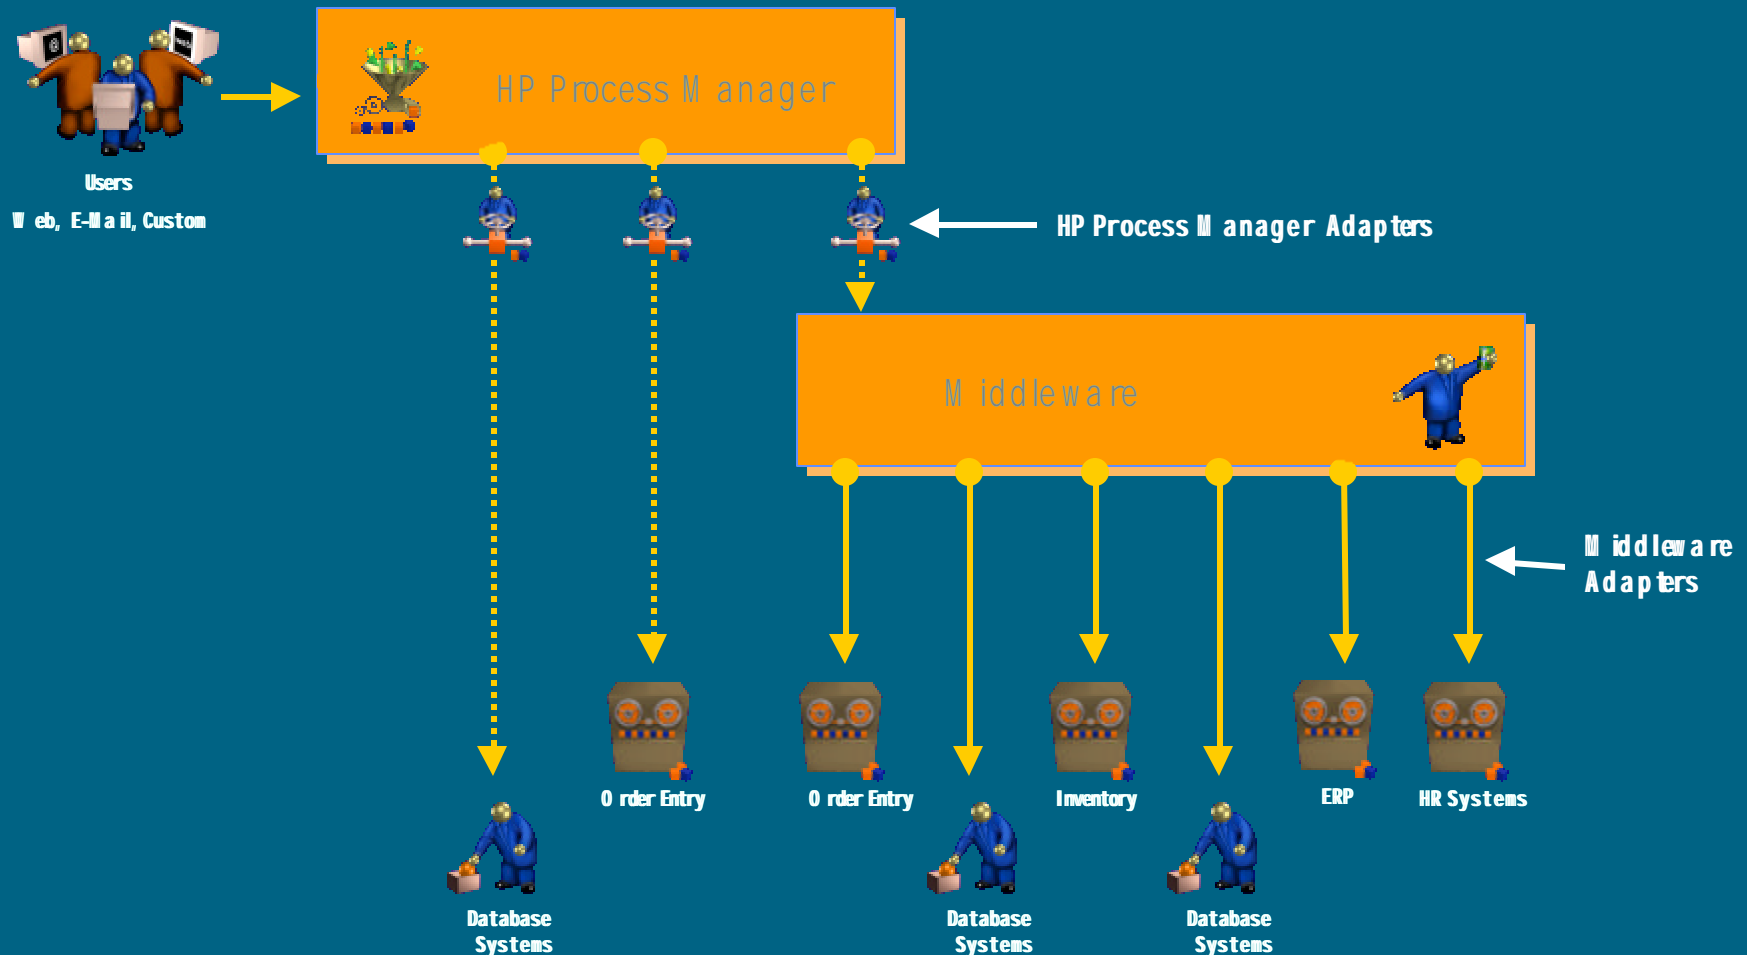 HP Process Manager
Users
Web, E-Mail, Custom
HP Process Manager Adapters
Middleware
Middleware
Adapters
Order Entry
Order Entry
Inventory
ERP
HR Systems
Database
Systems
Database
Systems
Database
Systems